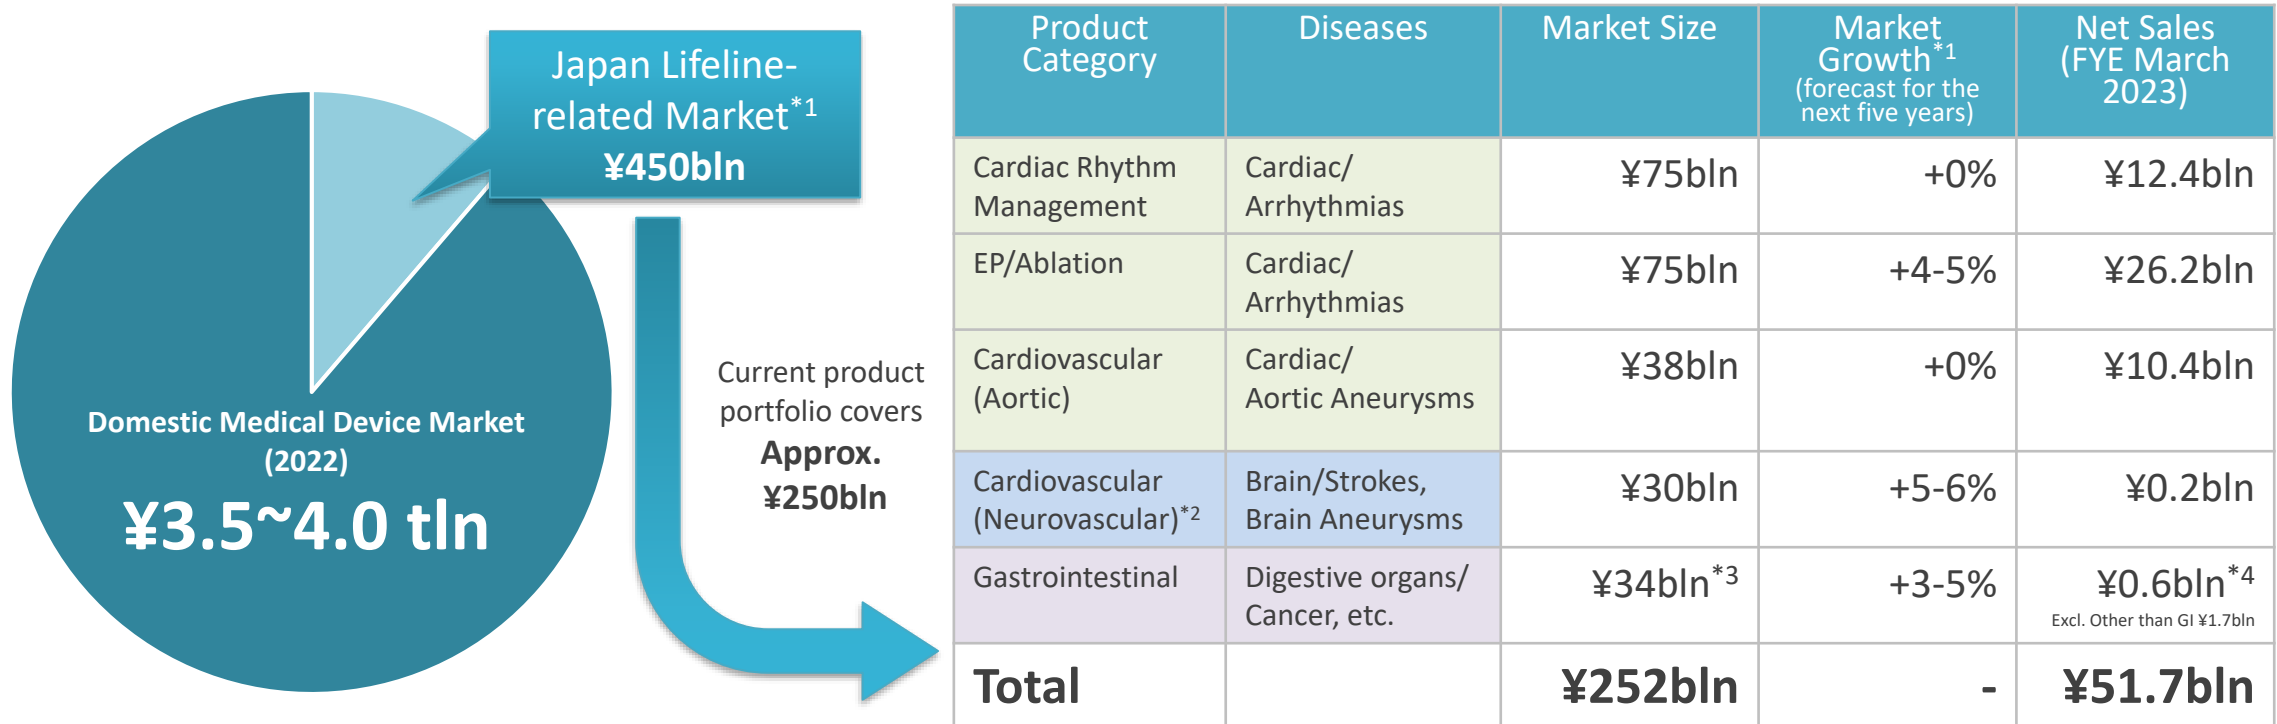 Japan Lifeline-
related Market*1
¥450bln
Domestic Medical Device Market
(2022)
¥3.5~4.0 tln
Current product
portfolio covers
Approx.
¥250bln
Product
Category
Diseases
Market Size
Market
Growth*1
(forecast for the
next five years)
Net Sales
(FYE March
2023)
Cardiac Rhythm
Management
Cardiac/
Arrhythmias
¥75bln
+0%
¥12.4bln
EP/Ablation
Cardiac/
Arrhythmias
¥75bln
+4-5%
¥26.2bln
Cardiovascular
(Aortic)
Cardiac/
Aortic Aneurysms
¥38bln
+0%
¥10.4bln
Cardiovascular
(Neurovascular)*2
Brain/Strokes,
Brain Aneurysms
¥30bln
+5-6%
¥0.2bln
Gastrointestinal
Digestive organs/
Cancer, etc.
¥34bln*3
+3-5%
¥0.6bln*4
Excl. Other than GI ¥1.7bln
Total
¥252bln
-
¥51.7bln